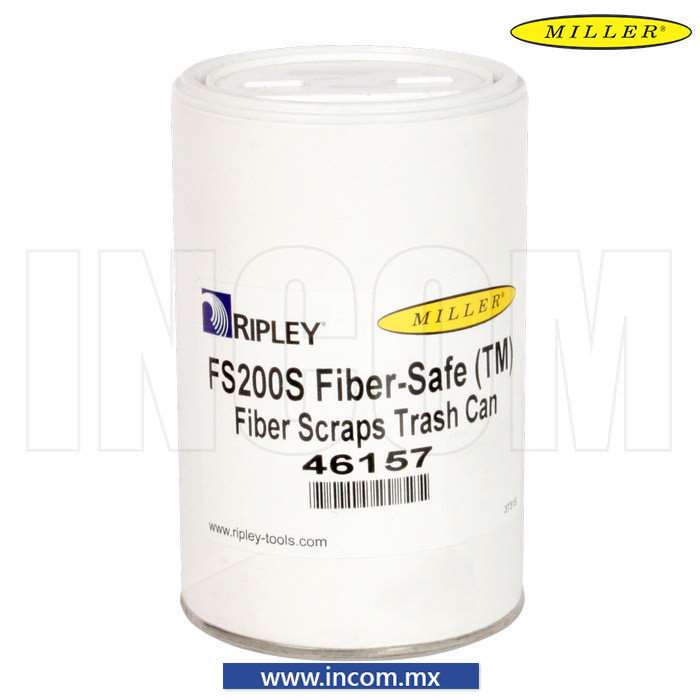 MILLER®
INCOM
RIPLEY®
MILLER®
FS200S Fiber-Safe (TM)
Fiber Scraps Trash Can
46157
www.ripley-tools.com
www.incom.mx